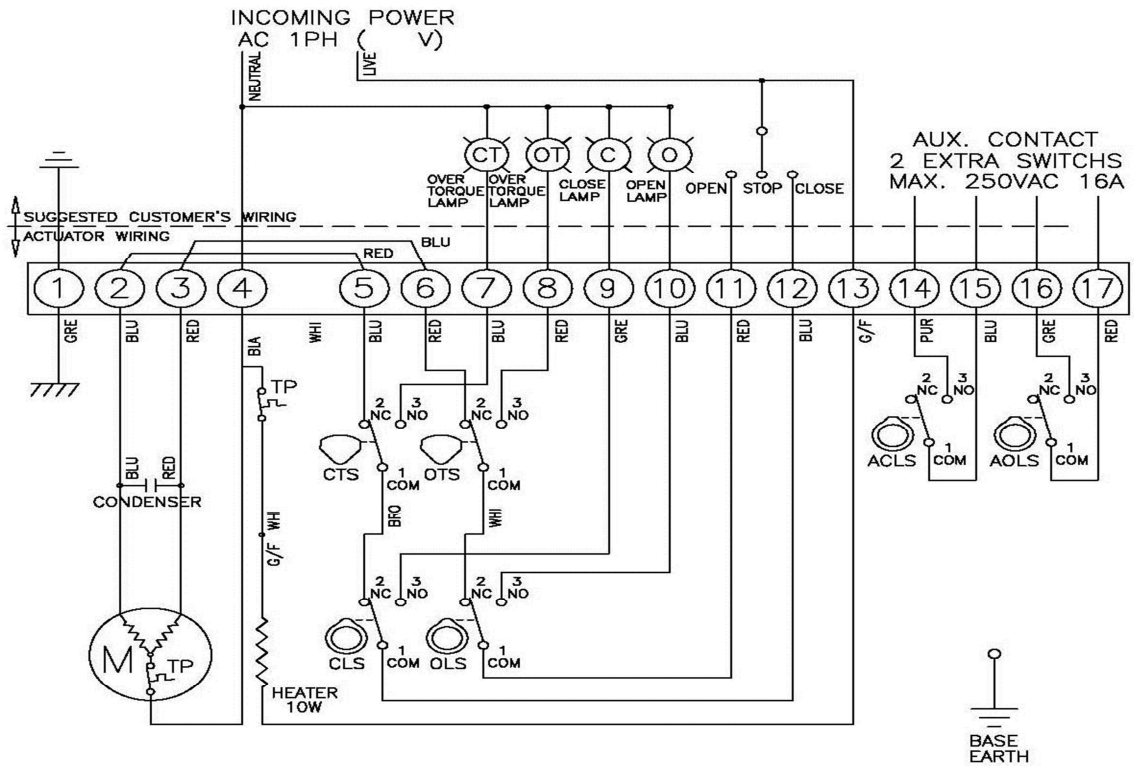 INCOMING POWER
AC 1PH ( V)
NEUTRAL
LIVE
CT
OT
C
O
OVER
TORQUE
LAMP
OVER
TORQUE
LAMP
CLOSE
LAMP
OPEN
LAMP
OPEN STOP CLOSE
AUX. CONTACT
2 EXTRA SWITCHS
MAX. 250VAC 16A
SUGGESTED CUSTOMER'S WIRING
ACTUATOR WIRING
BLU
RED
1 2 3 4 5 6 7 8 9 10 11 12 13 14 15 16 17
GRE BLU RED BLA WHI BLU RED BLU RED GRE BLU RED BLU G/F PUR BLU GRE RED
TP
2
NC
3
NO
CTS
1
COM
2
NC
3
NO
OTS
1
COM
2
NC
3
NO
ACLS
1
COM
2
NC
3
NO
AOLS
1
COM
BLU
RED
CONDENSER
WHI
G/F
BRO
WHI
2
NC
3
NO
CLS
1
COM
2
NC
3
NO
OLS
1
COM
M
TP
HEATER
10W
BASE
EARTH